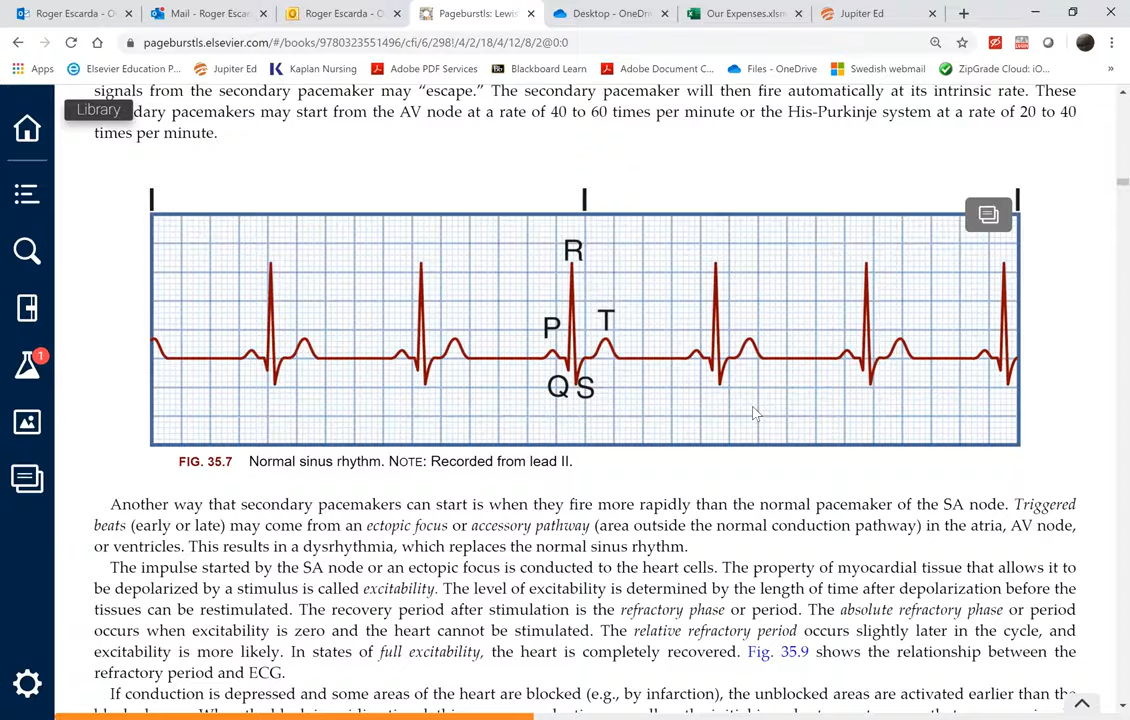 Roger Escarda - O
Mail - Roger Escar
Roger Escarda - O
Pageburstls: Lewis
Desktop - OneDri
Our Expenses.xlsm
Jupiter Ed
pageburstls.elsevier.com/#/books/9780323551496/cfi/6/298!/4/2/18/4/12/8/2@0:0
Apps
Elsevier Education P...
Jupiter Ed
Kaplan Nursing
Adobe PDF Services
Blackboard Learn
Adobe Document C...
Files - OneDrive
Swedish webmail
ZipGrade Cloud: iO...
»
signals from the secondary pacemaker may “escape.” The secondary pacemaker will then fire automatically at its intrinsic rate. These
Library
dary pacemakers may start from the AV node at a rate of 40 to 60 times per minute or the His-Purkinje system at a rate of 20 to 40
times per minute.
R
P
T
Q S
FIG. 35.7 Normal sinus rhythm. NOTE: Recorded from lead II.
1
Another way that secondary pacemakers can start is when they fire more rapidly than the normal pacemaker of the SA node. Triggered
beats (early or late) may come from an ectopic focus or accessory pathway (area outside the normal conduction pathway) in the atria, AV node,
or ventricles. This results in a dysrhythmia, which replaces the normal sinus rhythm.
The impulse started by the SA node or an ectopic focus is conducted to the heart cells. The property of myocardial tissue that allows it to
be depolarized by a stimulus is called excitability. The level of excitability is determined by the length of time after depolarization before the
tissues can be restimulated. The recovery period after stimulation is the refractory phase or period. The absolute refractory phase or period
occurs when excitability is zero and the heart cannot be stimulated. The relative refractory period occurs slightly later in the cycle, and
excitability is more likely. In states of full excitability, the heart is completely recovered. Fig. 35.9 shows the relationship between the
refractory period and ECG.
If conduction is depressed and some areas of the heart are blocked (e.g., by infarction), the unblocked areas are activated earlier than the